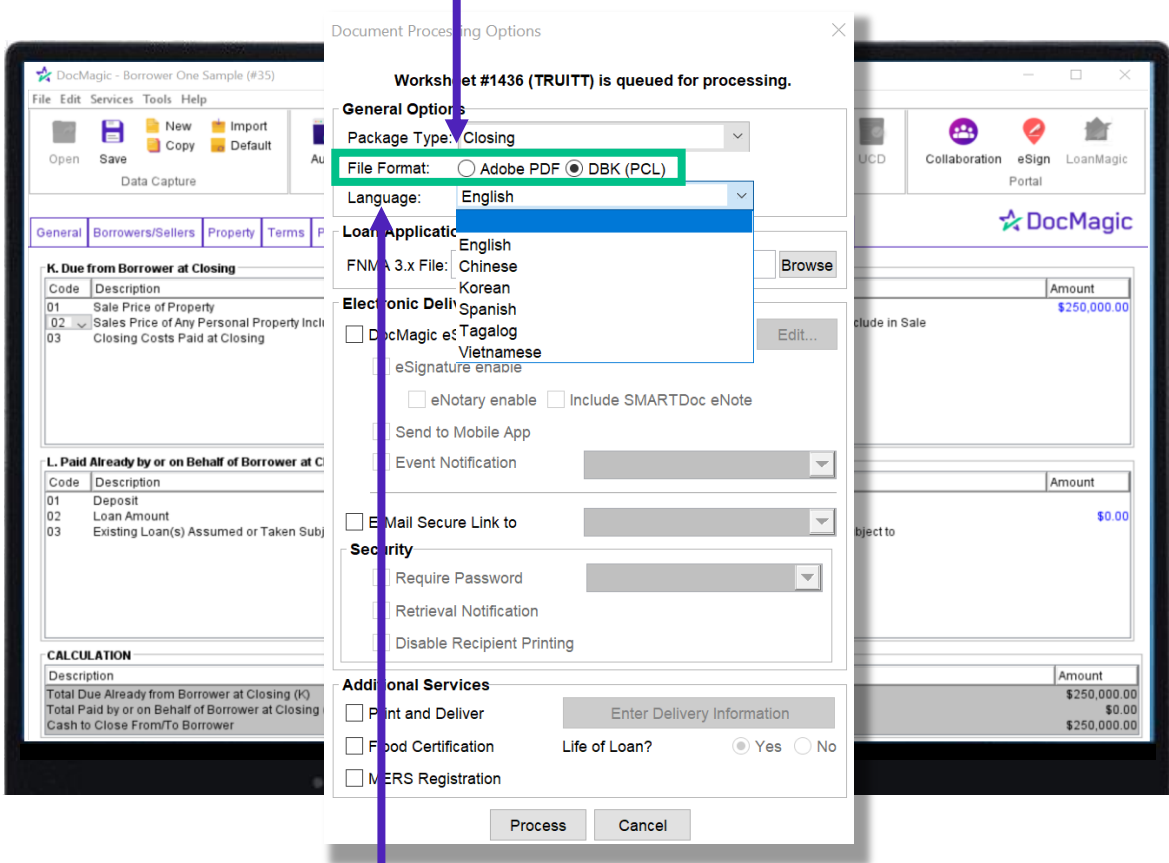 Document Processing Options
Worksheet #1436 (TRUITT) is queued for processing.
General Options
Package Type: Closing
File Format: Adobe PDF DBK (PCL)
Language: English
English
Chinese
Korean
Spanish
Tagalog
Vietnamese
Loan Applicatio
FNMA 3.x File: Browse
Electronic Deliv
DocMagic eS Edit...
eSignature enable
eNotary enable Include SMARTDoc eNote
Send to Mobile App
Event Notification
E-Mail Secure Link to
Security
Require Password
Retrieval Notification
Disable Recipient Printing
Additional Services
Print and Deliver Enter Delivery Information
Flood Certification Life of Loan? Yes No
MERS Registration
Process Cancel
DocMagic - Borrower One Sample (#35)
File Edit Services Tools Help
New Import
Copy Default
Open Save Au
Data Capture
UCD Collaboration eSign LoanMagic
Portal
DocMagic
General Borrowers/Sellers Property Terms P
K. Due from Borrower at Closing
Code Description Amount
01 Sale Price of Property $250,000.00
02 Sales Price of Any Personal Property Inclu clude in Sale
03 Closing Costs Paid at Closing
L. Paid Already by or on Behalf of Borrower at Cl
Code Description Amount
01 Deposit
02 Loan Amount $0.00
03 Existing Loan(s) Assumed or Taken Subj bject to
CALCULATION
Description Amount
Total Due Already from Borrower at Closing (K) $250,000.00
Total Paid by or on Behalf of Borrower at Closing $0.00
Cash to Close From/To Borrower $250,000.00